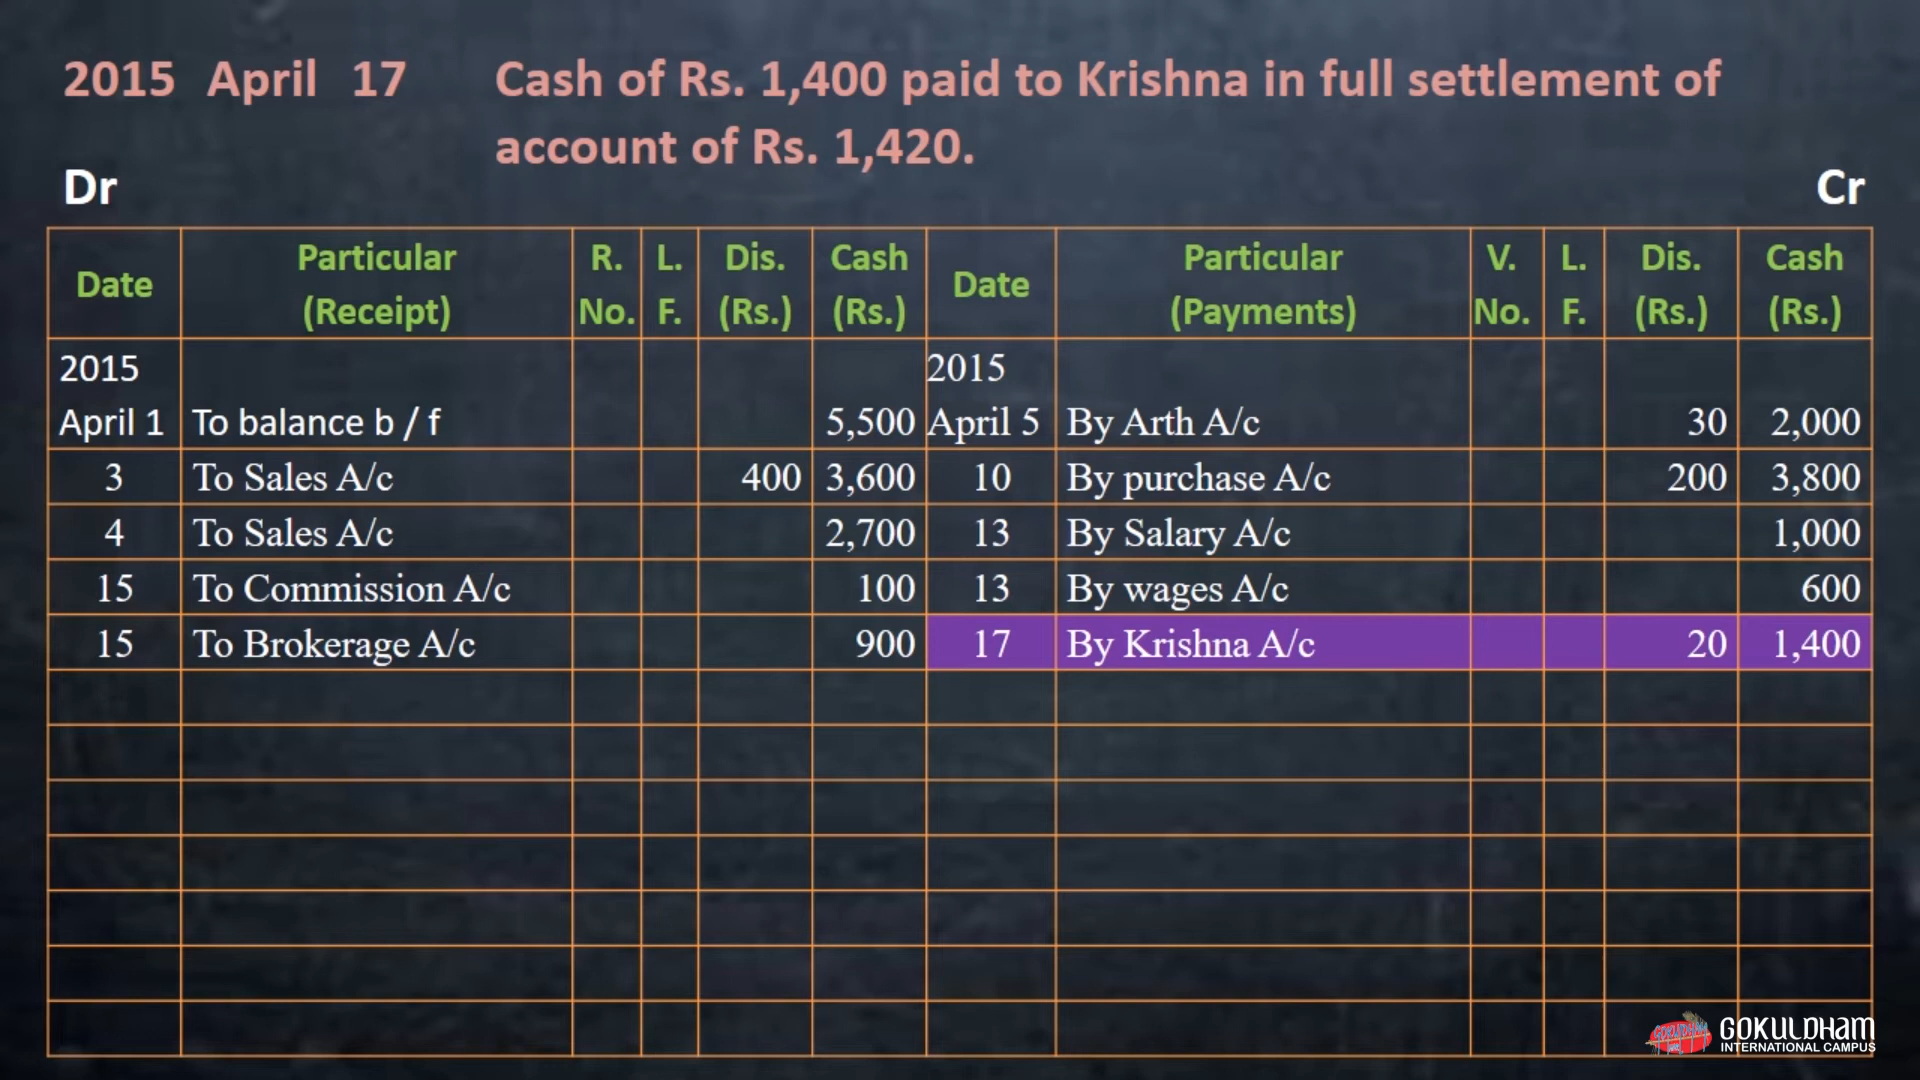 2015 April 17 Cash of Rs. 1,400 paid to Krishna in full settlement of
account of Rs. 1,420.
Dr Cr
Date Particular (Receipt) R. No. L. F. Dis. (Rs.) Cash (Rs.) Date Particular (Payments) V. No. L. F. Dis. (Rs.) Cash (Rs.)
2015 2015
April 1 To balance b / f 5,500 April 5 By Arth A/c 30 2,000
3 To Sales A/c 400 3,600 10 By purchase A/c 200 3,800
4 To Sales A/c 2,700 13 By Salary A/c 1,000
15 To Commission A/c 100 13 By wages A/c 600
15 To Brokerage A/c 900 17 By Krishna A/c 20 1,400
GOKULDHAM
INTERNATIONAL CAMPUS